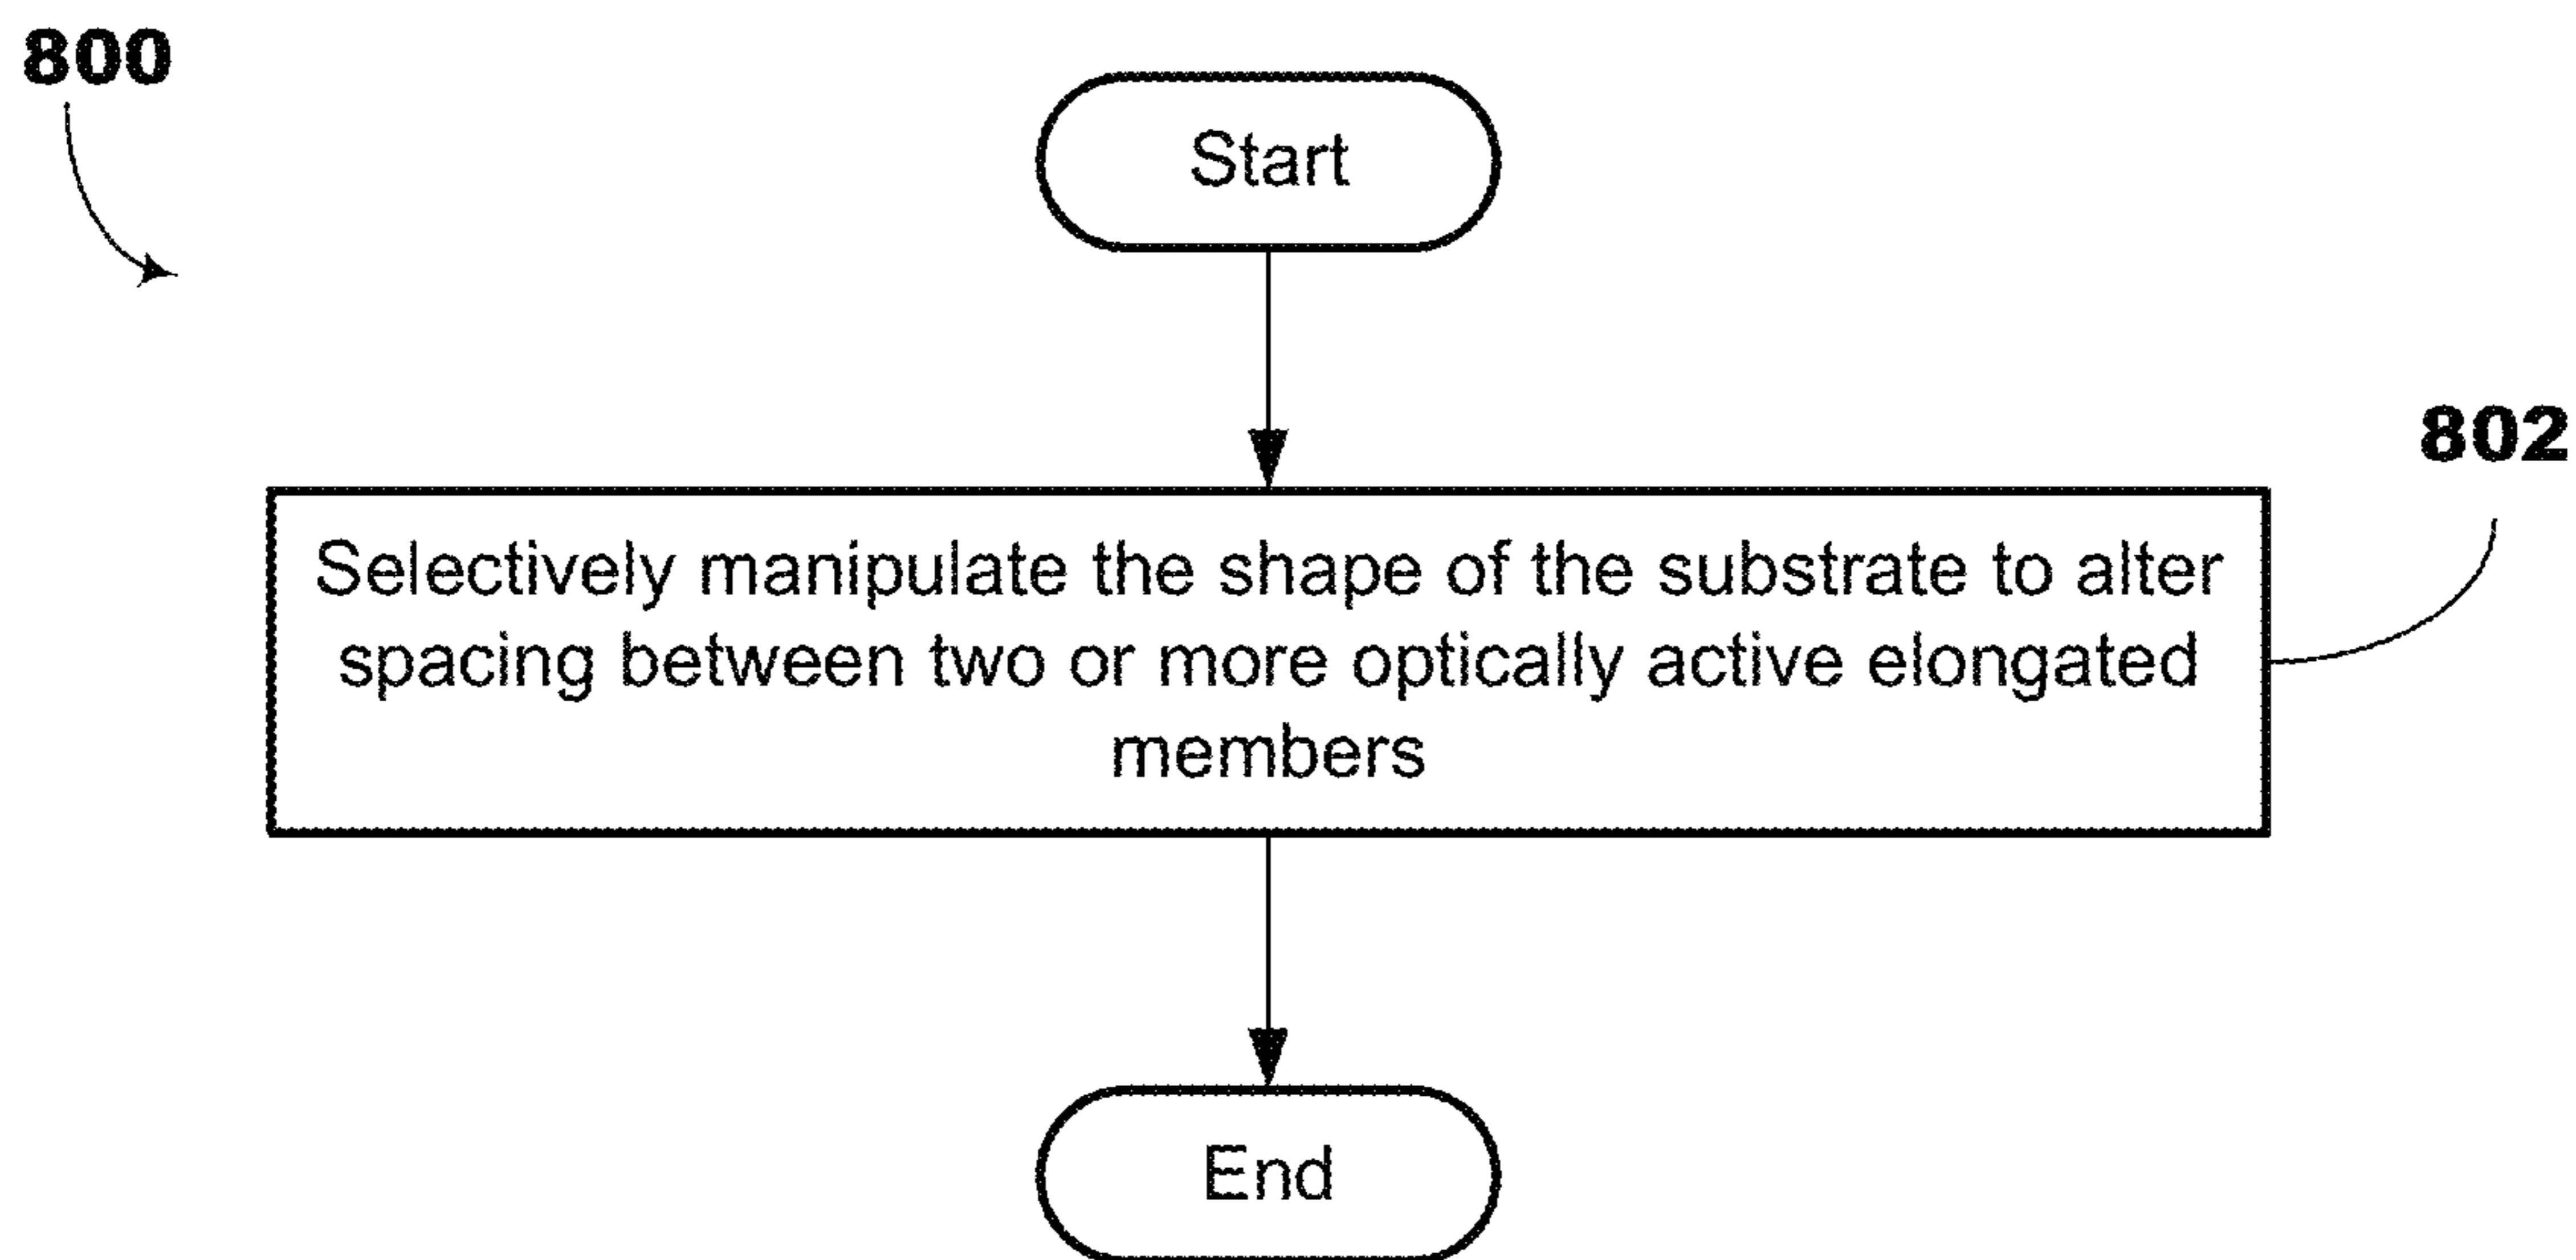 800
Start
802
Selectively manipulate the shape of the substrate to alter
spacing between two or more optically active elongated
members
End